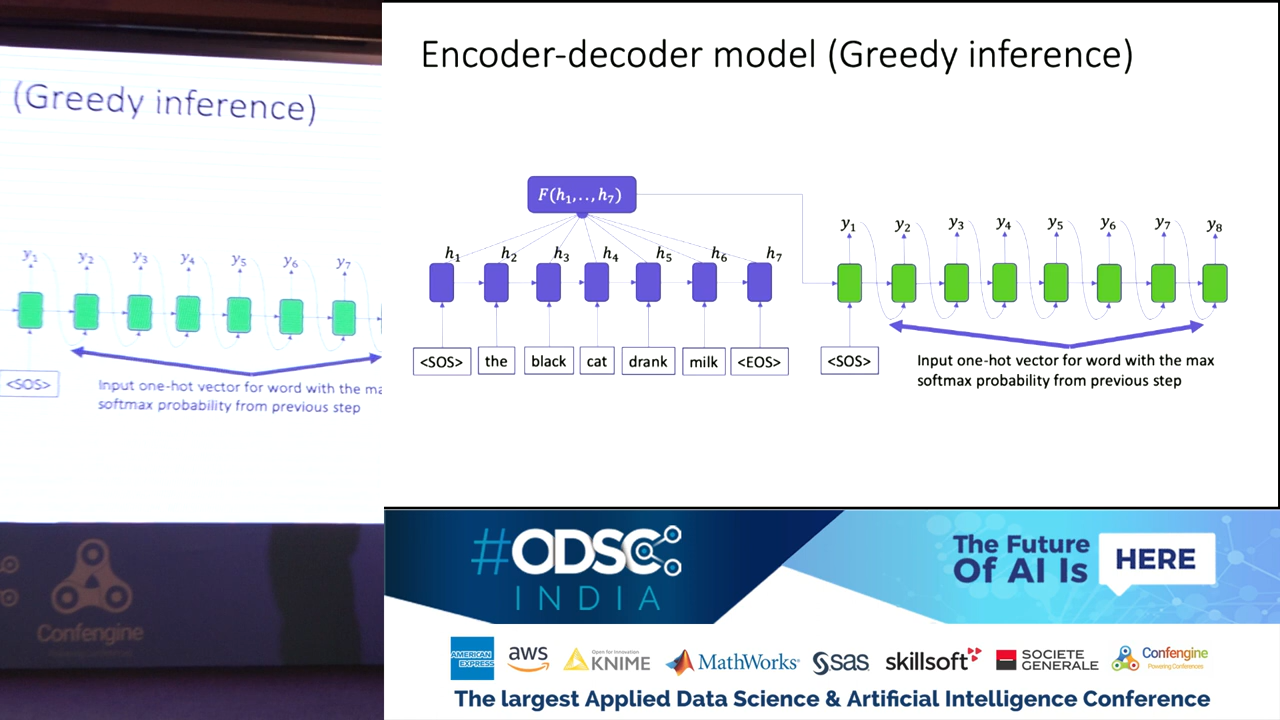 (Greedy inference)
y1 y2 y3 y4 y5 y6 y7
<SOS>
Input one-hot vector for word with the ma
softmax probability from previous step
Confengine
Encoder-decoder model (Greedy inference)
F(h1,..,h7)
h1 h2 h3 h4 h5 h6 h7
y1 y2 y3 y4 y5 y6 y7 y8
<SOS> the black cat drank milk <EOS> <SOS>
Input one-hot vector for word with the max
softmax probability from previous step
#ODSC
INDIA
The Future
Of AI Is
HERE
AMERICAN
EXPRESS
aws
Open for Innovation
KNIME
MathWorks®
sas
skillsoft
SOCIETE
GENERALE
Confengine
Powering Conferences
The largest Applied Data Science & Artificial Intelligence Conference